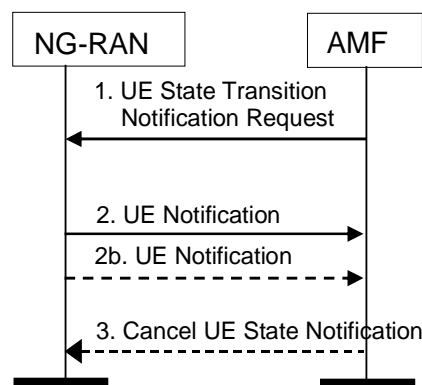 NG-RAN
AMF
1. UE State Transition
Notification Request
2. UE Notification
2b. UE Notification
3. Cancel UE State Notification